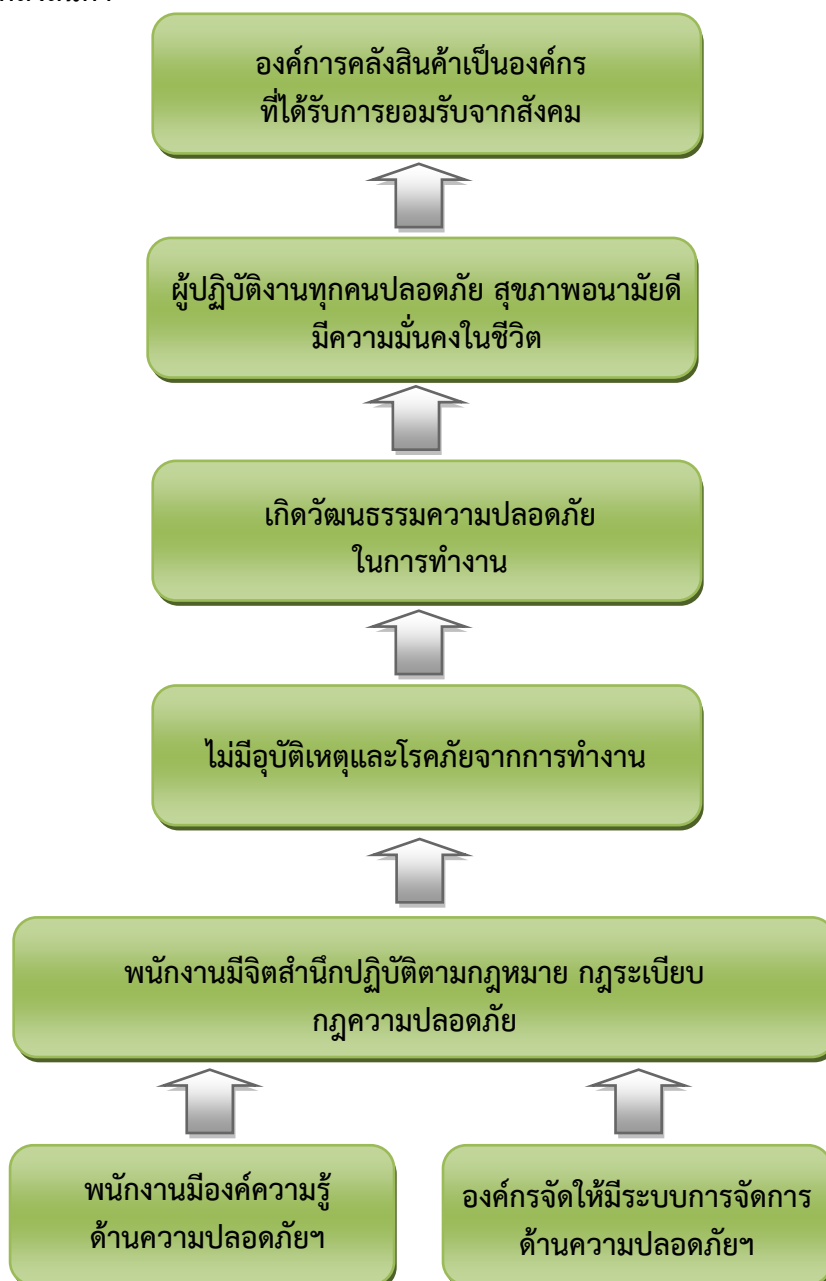 องค์การคลังสินค้าเป็นองค์กร
ที่ได้รับการยอมรับจากสังคม
ผู้ปฏิบัติงานทุกคนปลอดภัย สุขภาพอนามัยดี
มีความมั่นคงในชีวิต
เกิดวัฒนธรรมความปลอดภัย
ในการทำงาน
ไม่มีอุบัติเหตุและโรคภัยจากการทำงาน
พนักงานมีจิตสำนึกปฏิบัติตามกฎหมาย กฎระเบียบ
กฎความปลอดภัย
พนักงานมีองค์ความรู้
ด้านความปลอดภัยฯ
องค์กรจัดให้มีระบบการจัดการ
ด้านความปลอดภัยฯ